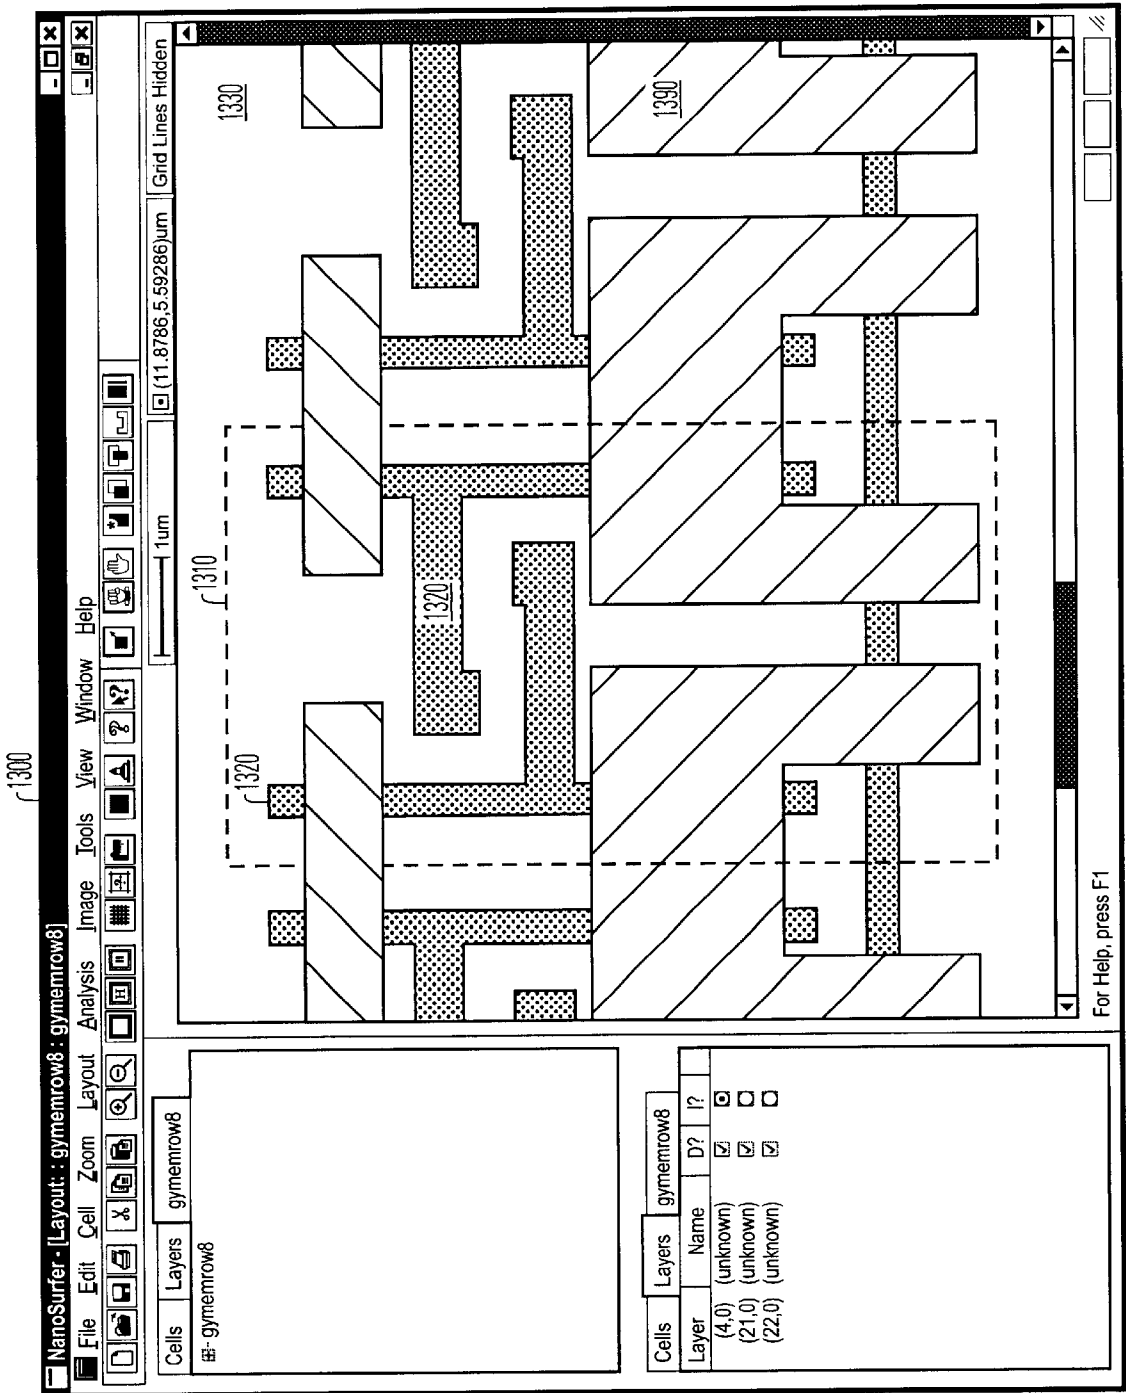 1300
NanoSurfer - [Layout: : gymemrow8 : gymemrow8]
File Edit Cell Zoom Layout Analysis Image Tools View Window Help
1um
(11.8786,5.59286)um
Grid Lines Hidden
Cells Layers gymemrow8
gymemrow8
Cells Layers gymemrow8
Layer Name D? I?
(4,0) (unknown)
(21,0) (unknown)
(22,0) (unknown)
1310
1330
1320
1320
1390
For Help, press F1